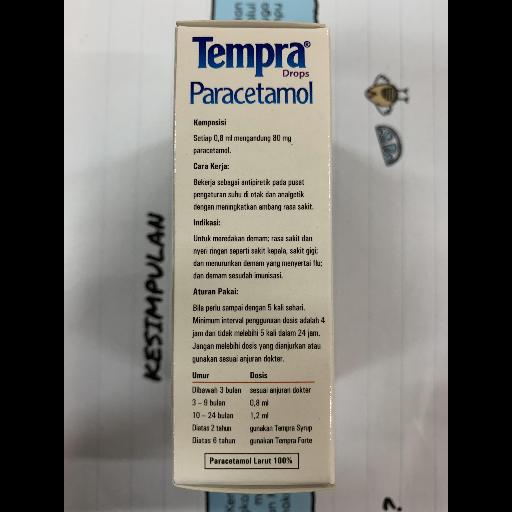 Tempra®
Drops
Paracetamol
Komposisi
Setiap 0,8 ml mengandung 80 mg
paracetamol.
Cara Kerja:
Bekerja sebagai antipiretik pada pusat
pengaturan suhu di otak dan analgetik
dengan meningkatkan ambang rasa sakit.
Indikasi:
Untuk meredakan demam; rasa sakit dan
nyeri ringan seperti sakit kepala, sakit gigi;
dan menurunkan demam yang menyertai flu;
dan demam sesudah imunisasi.
Aturan Pakai:
Bila perlu sampai dengan 5 kali sehari.
Minimum interval penggunaan dosis adalah 4
jam dan tidak melebihi 5 kali dalam 24 jam.
Jangan melebihi dosis yang dianjurkan atau
gunakan sesuai anjuran dokter.
Umur Dosis
Dibawah 3 bulan sesuai anjuran dokter
3 – 9 bulan 0,8 ml
10 – 24 bulan 1,2 ml
Diatas 2 tahun gunakan Tempra Syrup
Diatas 6 tahun gunakan Tempra Forte
Paracetamol Larut 100%
KESIMPULAN
?